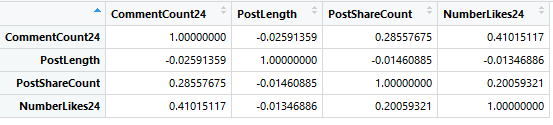 CommentCount24 PostLength PostShareCount NumberLikes24
CommentCount24 1.00000000 -0.02591359 0.28557675 0.41015117
PostLength -0.02591359 1.00000000 -0.01460885 -0.01346886
PostShareCount 0.28557675 -0.01460885 1.00000000 0.20059321
NumberLikes24 0.41015117 -0.01346886 0.20059321 1.00000000